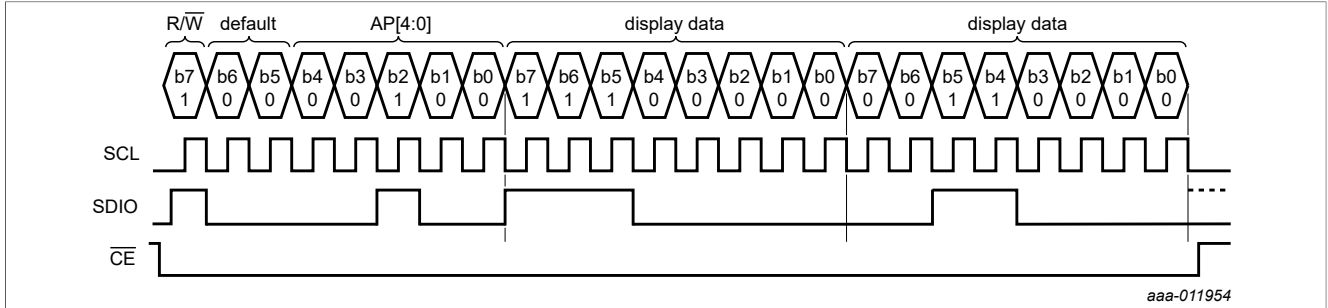 R/W default AP[4:0] display data display data
b7 b6 b5 b4 b3 b2 b1 b0 b7 b6 b5 b4 b3 b2 b1 b0 b7 b6 b5 b4 b3 b2 b1 b0
1 0 0 0 0 1 0 0 1 1 1 0 0 0 0 0 0 0 1 1 0 0 0 0
SCL
SDIO
CE
aaa-011954